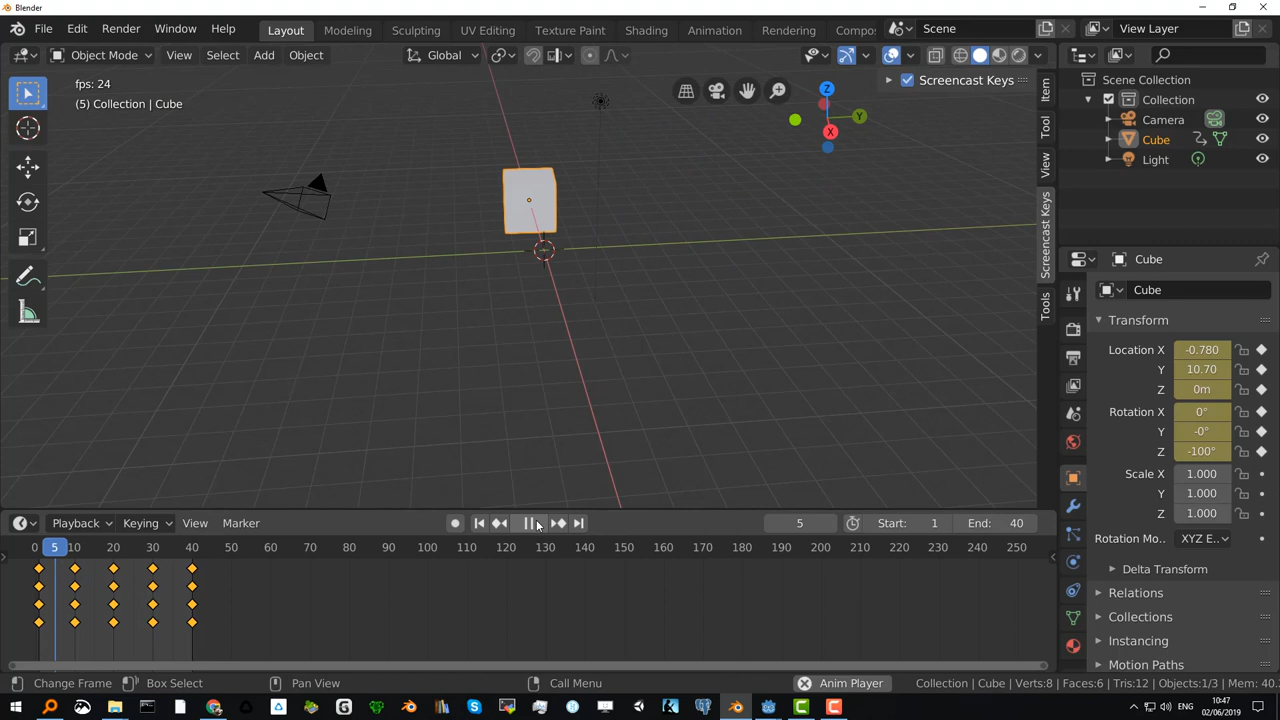 Blender
File Edit Render Window Help Layout Modeling Sculpting UV Editing Texture Paint Shading Animation Rendering Compos Scene View Layer
Object Mode View Select Add Object Global
fps: 24
(5) Collection | Cube
Screencast Keys
Z
Y
X
Item
Tool
View
Screencast Keys
Tools
Scene Collection
Collection
Camera
Cube
Light
Cube
Cube
Transform
Location X -0.780
Y 10.70
Z 0m
Rotation X 0°
Y -0°
Z -100°
Scale X 1.000
Y 1.000
Z 1.000
Rotation Mo.. XYZ E..
Delta Transform
Relations
Collections
Instancing
Motion Paths
Playback Keying View Marker 5 Start: 1 End: 40
0 5 10 20 30 40 50 60 70 80 90 100 110 120 130 140 150 160 170 180 190 200 210 220 230 240 250
Change Frame Box Select Pan View Call Menu Anim Player Collection | Cube | Verts:8 | Faces:6 | Tris:12 | Objects:1/3 | Mem: 40.
ENG 10:47
02/06/2019